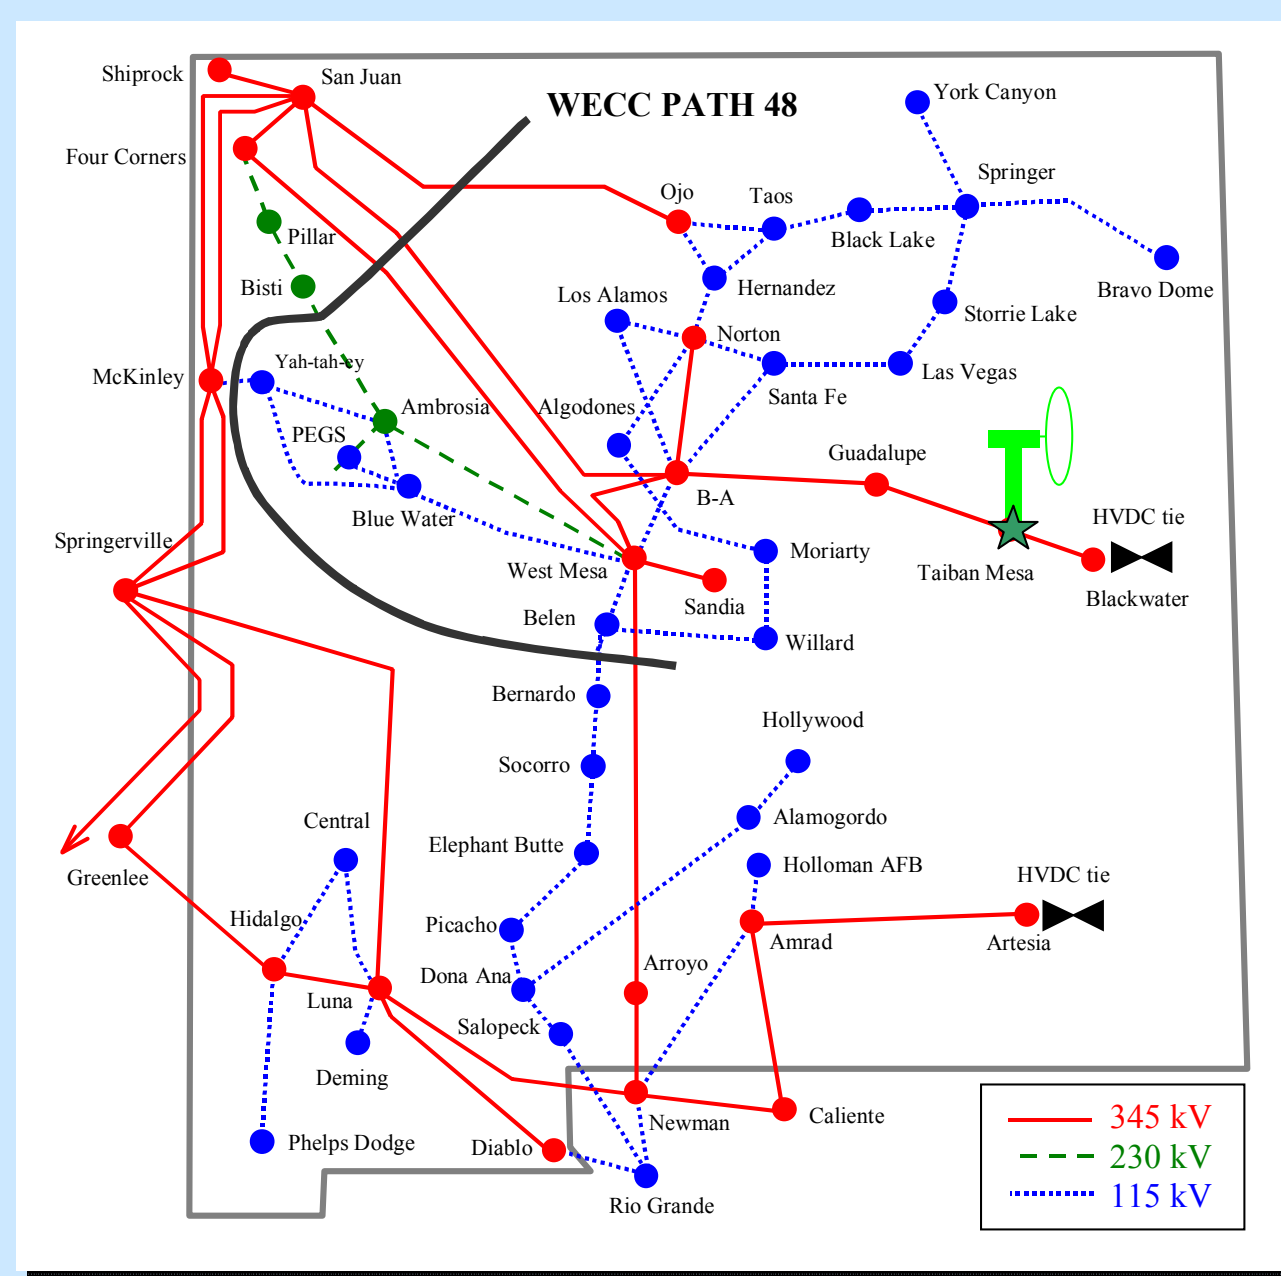 Shiprock
San Juan
WECC PATH 48
York Canyon
Four Corners
Springer
Ojo
Taos
Pillar
Black Lake
Bisti
Los Alamos
Hernandez
Bravo Dome
Storrie Lake
Norton
Yah-tah-ey
McKinley
Las Vegas
Santa Fe
Ambrosia
Algodones
PEGS
Guadalupe
B-A
Blue Water
HVDC tie
Springerville
Moriarty
West Mesa
Taiban Mesa
Sandia
Blackwater
Belen
Willard
Bernardo
Hollywood
Socorro
Central
Alamogordo
Elephant Butte
Holloman AFB
Greenlee
HVDC tie
Hidalgo
Picacho
Amrad
Artesia
Arroyo
Dona Ana
Luna
Salopeck
Deming
Newman
Caliente
345 kV
Phelps Dodge
Diablo
230 kV
115 kV
Rio Grande